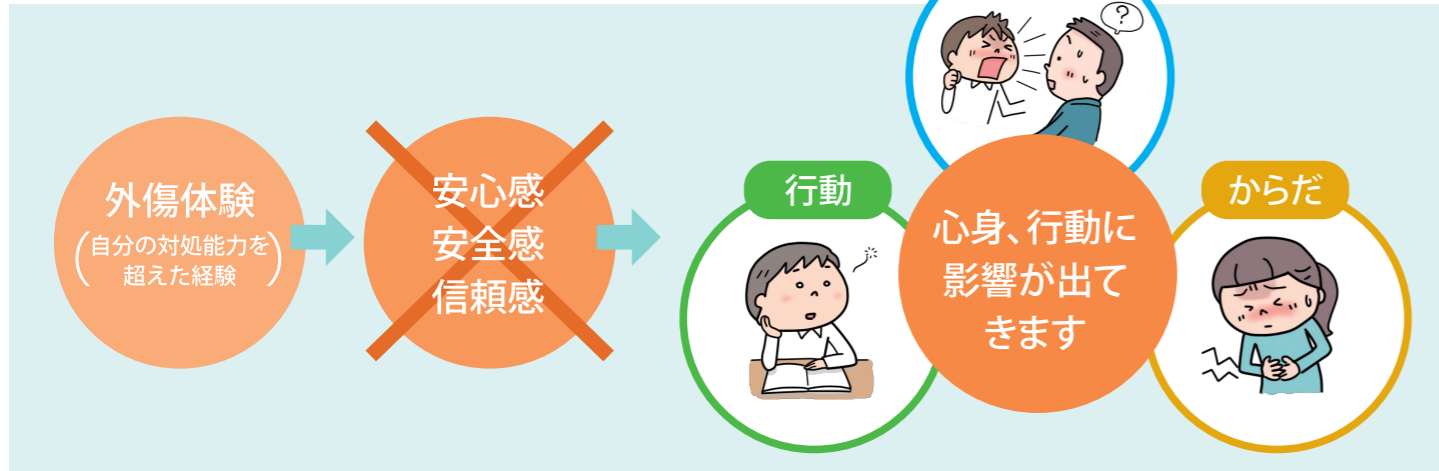 外傷体験
(自分の対処能力を
超えた経験)
安心感
安全感
信頼感
行動
?
心身、行動に
影響が出て
きます
からだ